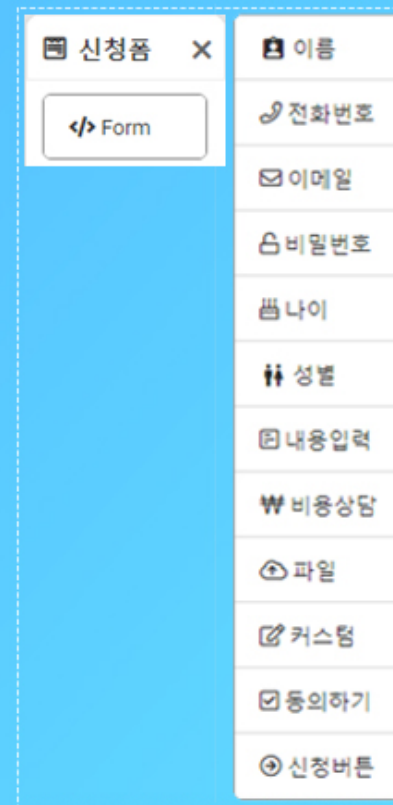 신청폼
Form
이름
전화번호
이메일
비밀번호
나이
성별
내용입력
비용상담
파일
커스텀
동의하기
신청버튼